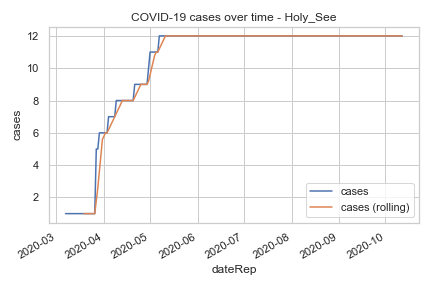 COVID-19 cases over time - Holy_See
12
10
8
6
4
2
cases
cases
cases (rolling)
2020-03
2020-04
2020-05
2020-06
2020-07
2020-08
2020-09
2020-10
dateRep